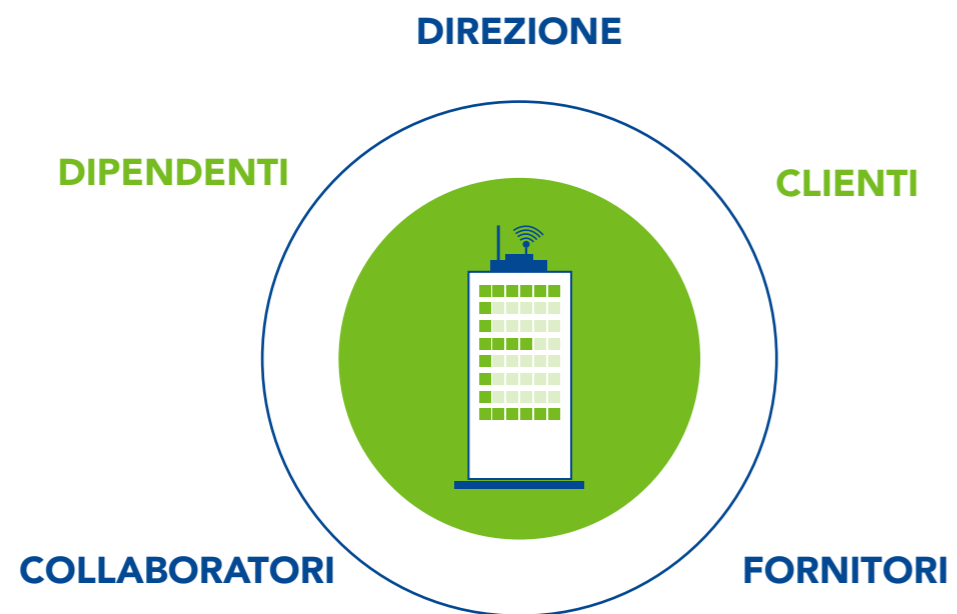 DIREZIONE
DIPENDENTI
CLIENTI
COLLABORATORI
FORNITORI